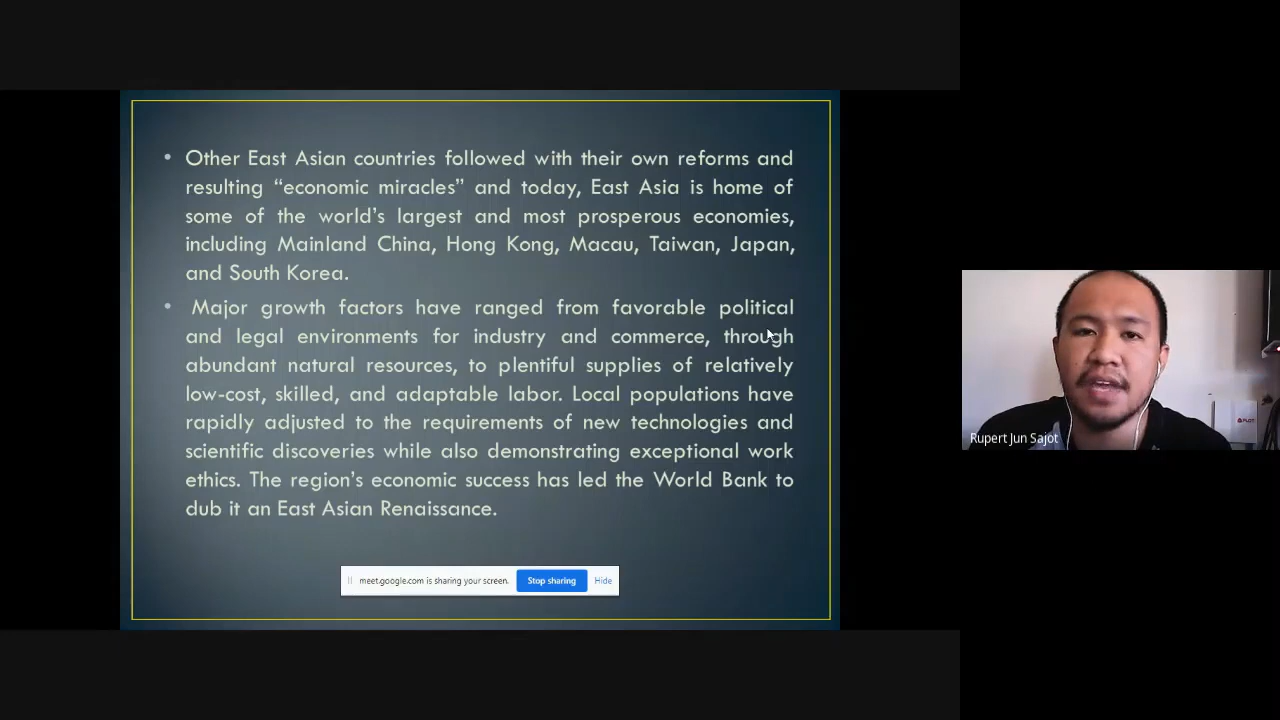 • Other East Asian countries followed with their own reforms and
resulting “economic miracles” and today, East Asia is home of
some of the world’s largest and most prosperous economies,
including Mainland China, Hong Kong, Macau, Taiwan, Japan,
and South Korea.
• Major growth factors have ranged from favorable political
and legal environments for industry and commerce, through
abundant natural resources, to plentiful supplies of relatively
low-cost, skilled, and adaptable labor. Local populations have
rapidly adjusted to the requirements of new technologies and
scientific discoveries while also demonstrating exceptional work
ethics. The region’s economic success has led the World Bank to
dub it an East Asian Renaissance.
meet.google.com is sharing your screen. Stop sharing Hide
Rupert Jun Sajot